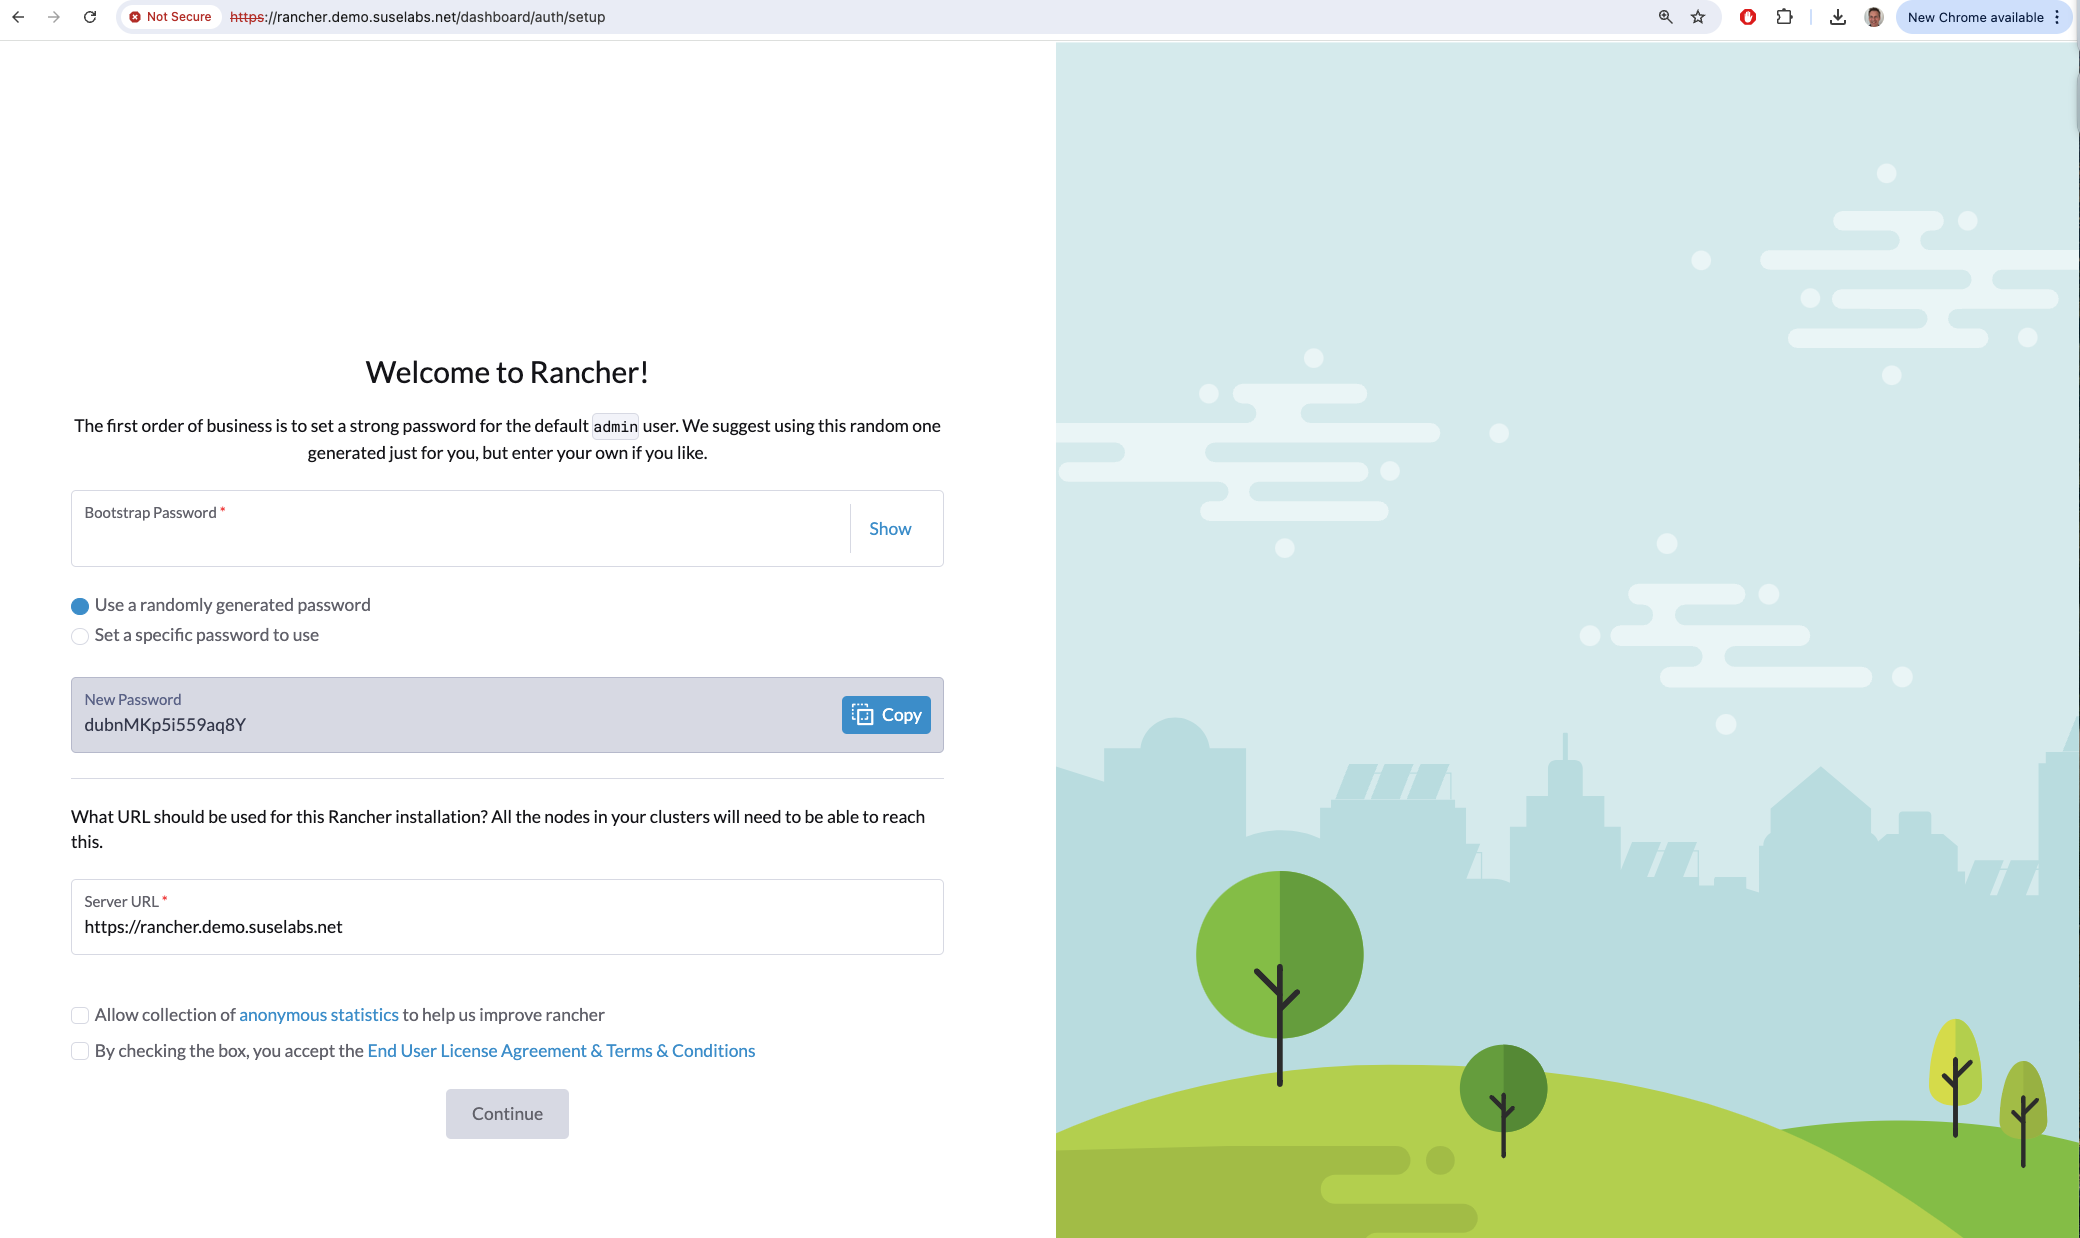 Not Secure https://rancher.demo.suselabs.net/dashboard/auth/setup New Chrome available
Welcome to Rancher!
The first order of business is to set a strong password for the default admin user. We suggest using this random one
generated just for you, but enter your own if you like.
Bootstrap Password *
Show
Use a randomly generated password
Set a specific password to use
New Password
dubnMKp5i559aq8Y
Copy
What URL should be used for this Rancher installation? All the nodes in your clusters will need to be able to reach
this.
Server URL *
https://rancher.demo.suselabs.net
Allow collection of anonymous statistics to help us improve rancher
By checking the box, you accept the End User License Agreement & Terms & Conditions
Continue